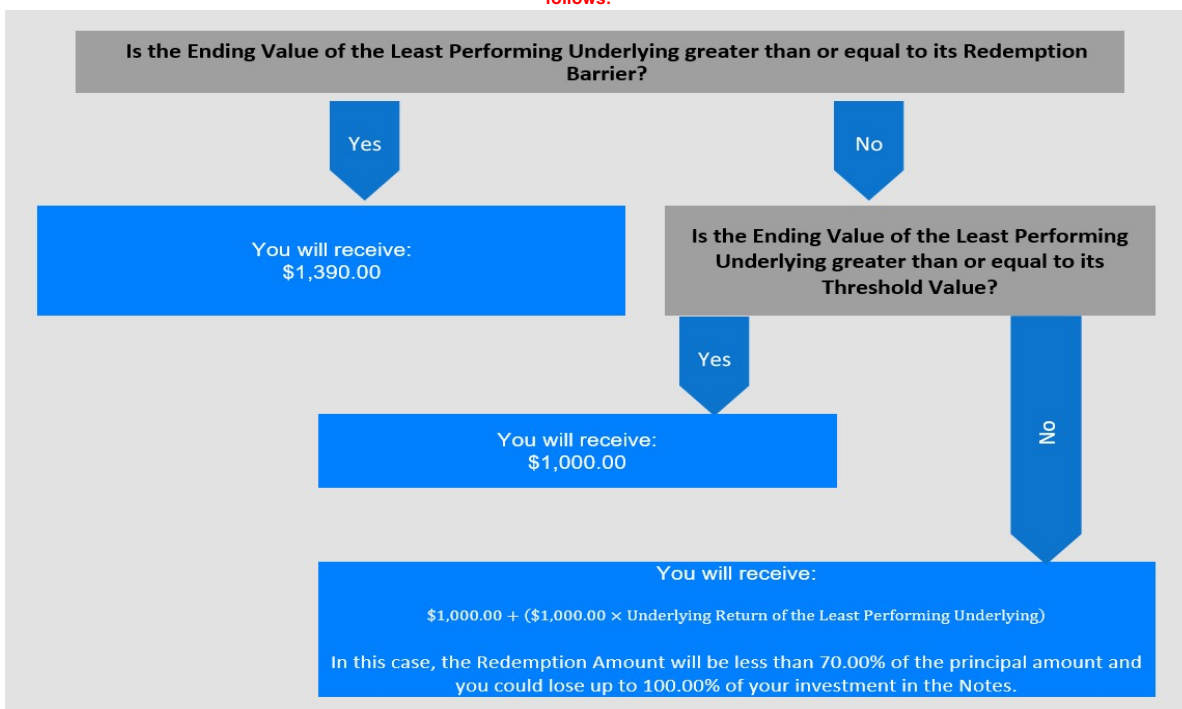 follows:
Is the Ending Value of the Least Performing Underlying greater than or equal to its Redemption
Barrier?
Yes
No
You will receive:
$1,390.00
Is the Ending Value of the Least Performing
Underlying greater than or equal to its
Threshold Value?
Yes
No
You will receive:
$1,000.00
You will receive:
$1,000.00 + ($1,000.00 × Underlying Return of the Least Performing Underlying)
In this case, the Redemption Amount will be less than 70.00% of the principal amount and
you could lose up to 100.00% of your investment in the Notes.